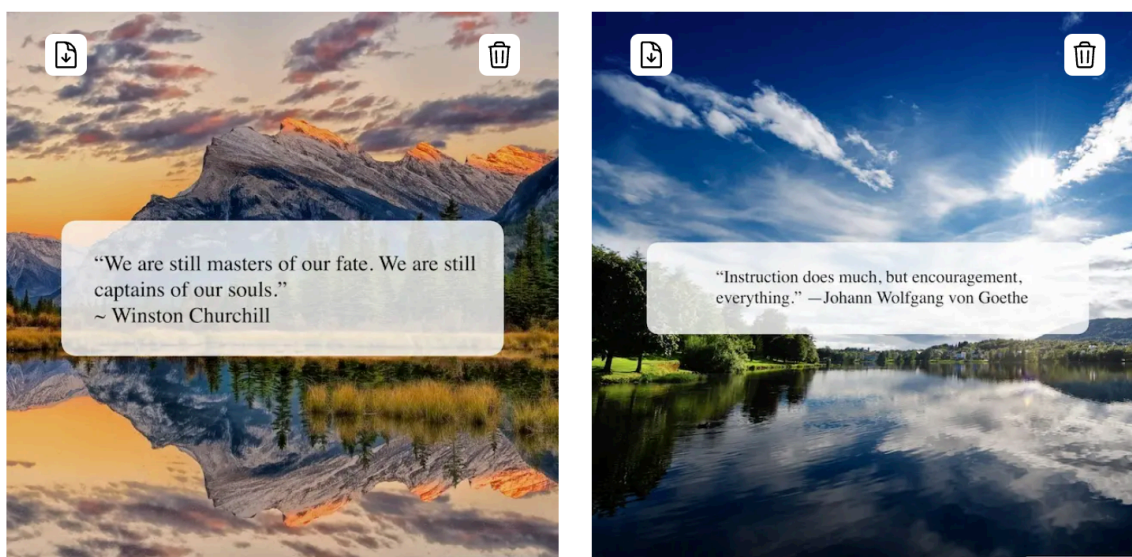 “We are still masters of our fate. We are still
captains of our souls.”
~ Winston Churchill
“Instruction does much, but encouragement,
everything.” —Johann Wolfgang von Goethe